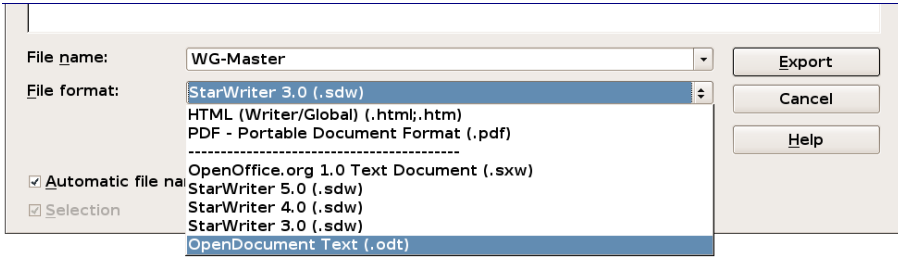 File name:
WG-Master
Export
File format:
StarWriter 3.0 (.sdw)
Cancel
HTML (Writer/Global) (.html;.htm)
PDF - Portable Document Format (.pdf)
Help
----------------------------------------
OpenOffice.org 1.0 Text Document (.sxw)
Automatic file na
StarWriter 5.0 (.sdw)
StarWriter 4.0 (.sdw)
Selection
StarWriter 3.0 (.sdw)
OpenDocument Text (.odt)